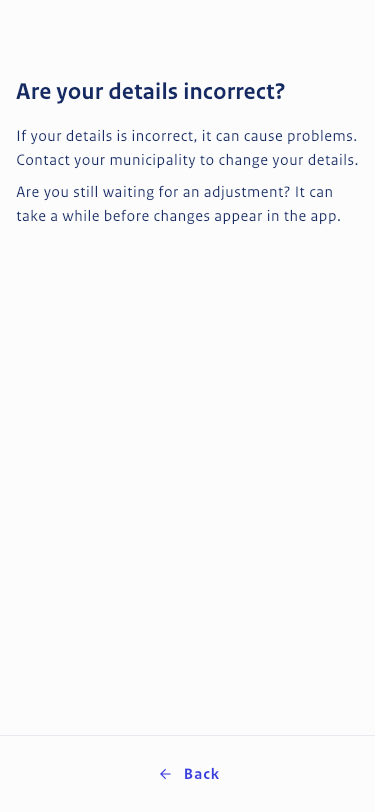 Are your details incorrect?
If your details is incorrect, it can cause problems.
Contact your municipality to change your details.
Are you still waiting for an adjustment? It can
take a while before changes appear in the app.
← Back